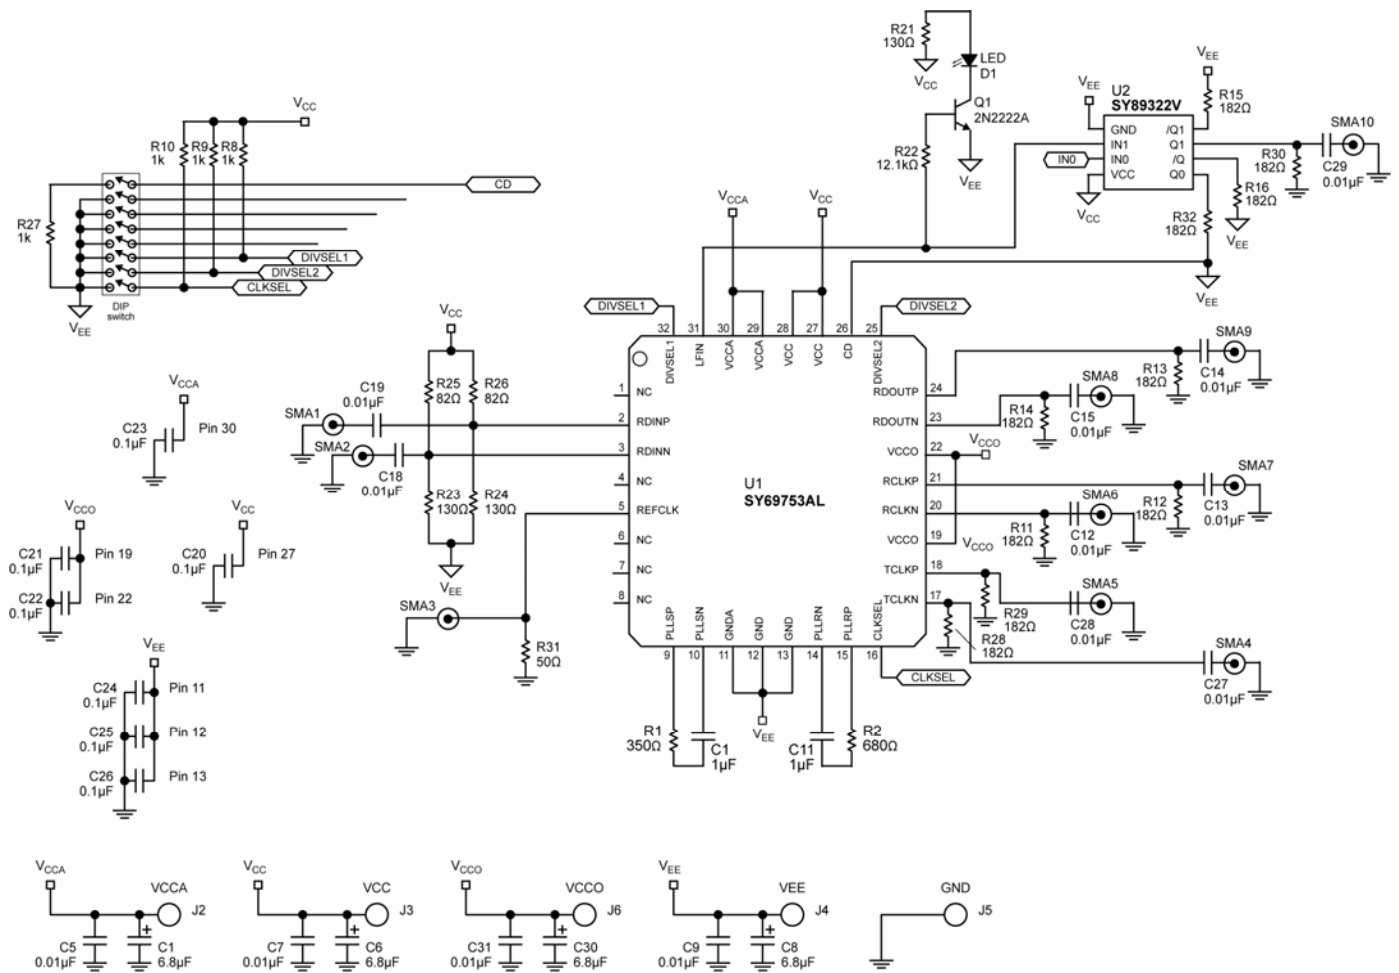 R21
130Ω
VCC
LED
D1
Q1
2N2222A
VEE
R22
12.1kΩ
VEE
U2
SY89322V
GND
IN1
IN0
VCC
/Q1
Q1
/Q
Q0
IN0
VCC
VEE
R15
182Ω
SMA10
R30
182Ω
C29
0.01µF
R16
182Ω
VEE
R32
182Ω
VEE
VCC
R10
1k
R9
1k
R8
1k
CD
R27
1k
DIVSEL1
DIVSEL2
CLKSEL
DIP
switch
VEE
VCCA
VCC
DIVSEL1
DIVSEL2
32 31 30 29 28 27 26 25
DIVSEL1
LFIN
VCCA
VCCA
VCC
VCC
CD
DIVSEL2
VCC
R25
82Ω
R26
82Ω
C19
0.01µF
SMA1
SMA2
C18
0.01µF
R23
130Ω
R24
130Ω
VEE
SMA3
R31
50Ω
1 NC
2 RDINP
3 RDINN
4 NC
5 REFCLK
6 NC
7 NC
8 NC
U1
SY69753AL
RDOUTP 24
RDOUTN 23
VCCO 22
RCLKP 21
RCLKN 20
VCCO 19
TCLKP 18
TCLKN 17
PLLSP
PLLSN
GNDA
GND
GND
PLLRN
PLLRP
CLKSEL
9 10 11 12 13 14 15 16
CLKSEL
R1
350Ω
C1
1µF
VEE
C11
1µF
R2
680Ω
SMA9
R13
182Ω
C14
0.01µF
SMA8
R14
182Ω
C15
0.01µF
VCCO
SMA7
R12
182Ω
C13
0.01µF
SMA6
R11
182Ω
C12
0.01µF
VCCO
SMA5
R29
182Ω
C28
0.01µF
R28
182Ω
SMA4
C27
0.01µF
VCCA
C23
0.1µF
Pin 30
VCCO
C21
0.1µF
Pin 19
C22
0.1µF
Pin 22
VCC
C20
0.1µF
Pin 27
VEE
C24
0.1µF
Pin 11
C25
0.1µF
Pin 12
C26
0.1µF
Pin 13
VCCA
VCCA
J2
C5
0.01µF
+
C1
6.8µF
VCC
VCC
J3
C7
0.01µF
+
C6
6.8µF
VCCO
VCCO
J6
C31
0.01µF
+
C30
6.8µF
VEE
VEE
J4
C9
0.01µF
+
C8
6.8µF
GND
J5